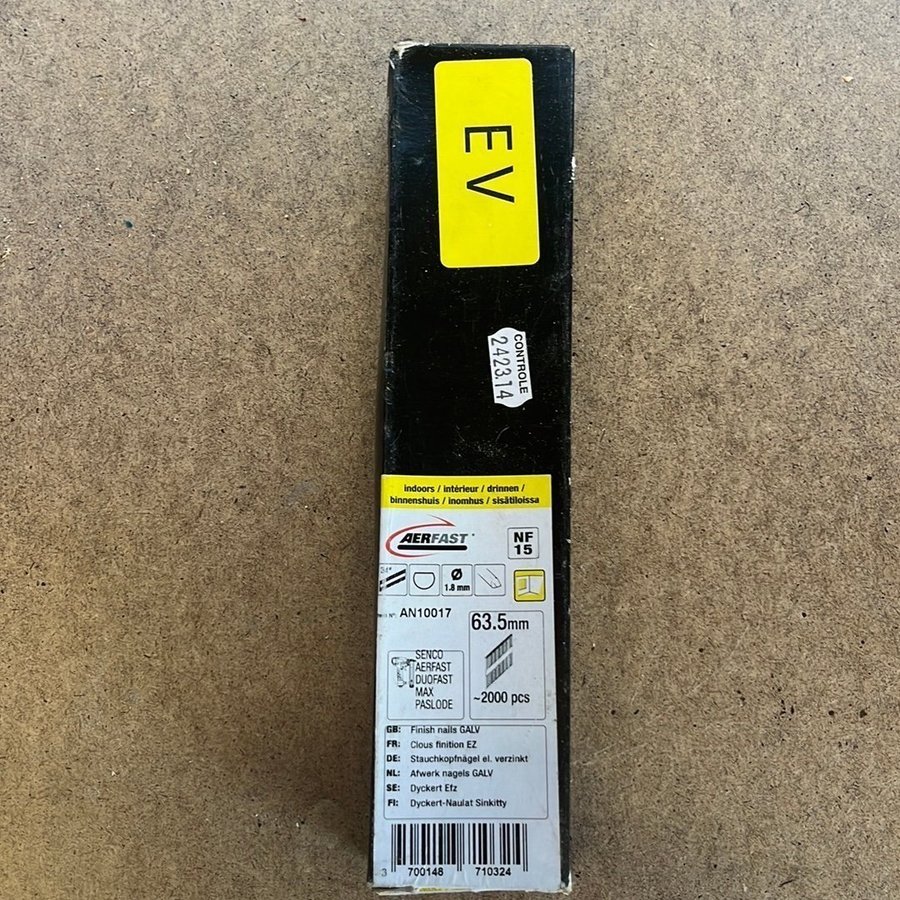 EV
CONTROLE
2423.14
indoors / intérieur / drinnen /
binnenshuis / inomhus / sisätiloissa
AERFAST
NF
15
34°
Ø
1.8 mm
AN10017
63.5mm
SENCO
AERFAST
DUOFAST
MAX
PASLODE
~2000 pcs
GB: Finish nails GALV
FR: Clous finition EZ
DE: Stauchkopfnägel el. verzinkt
NL: Afwerk nagels GALV
SE: Dyckert Efz
FI: Dyckert-Naulat Sinkitty
3 700148 710324